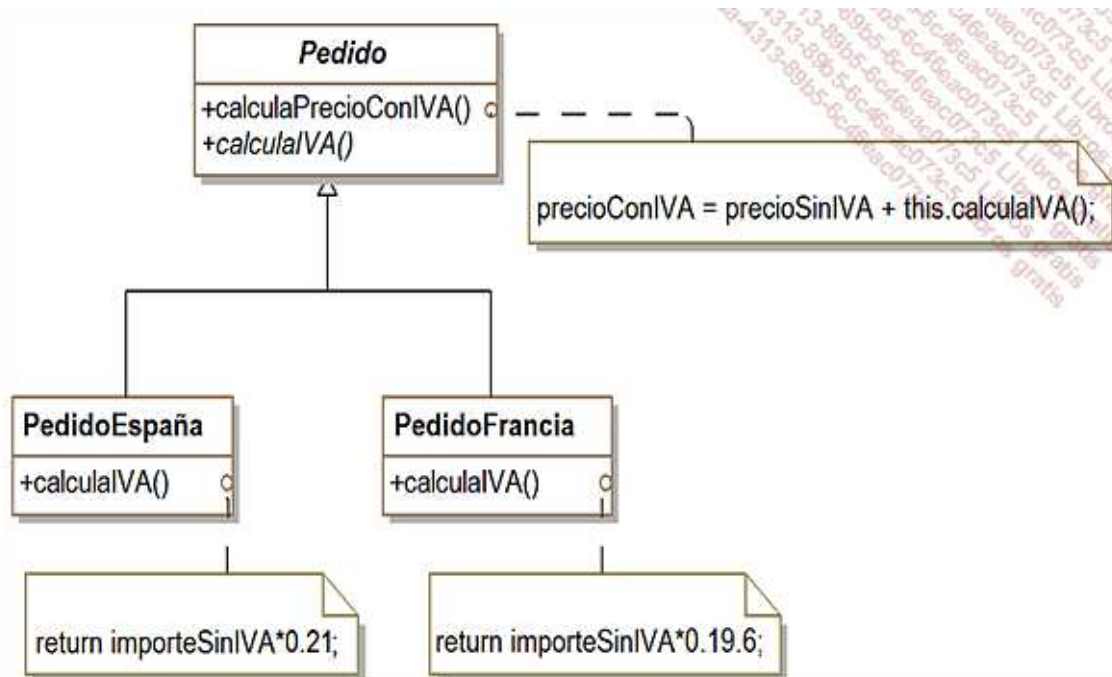 Pedido
+calculaPrecioConIVA()
+calculaIVA()
precioConIVA = precioSinIVA + this.calculaIVA();
PedidoEspaña
+calculaIVA()
PedidoFrancia
+calculaIVA()
return importeSinIVA*0.21;
return importeSinIVA*0.19.6;